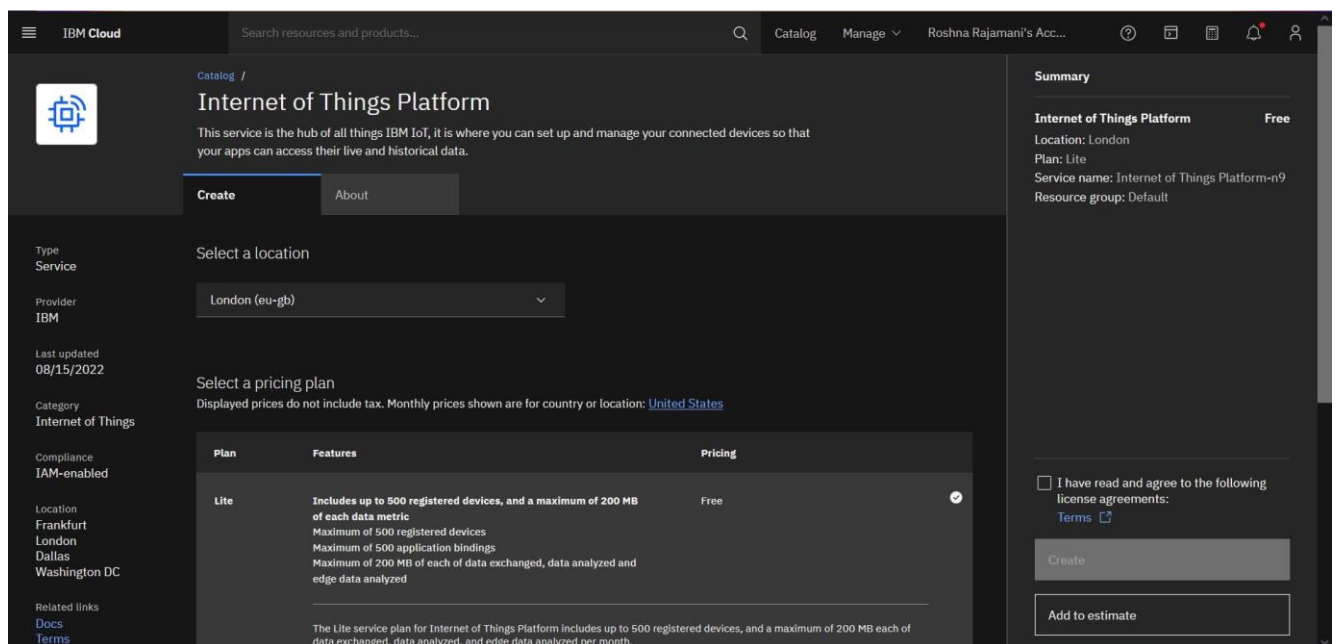 IBM Cloud
Search resources and products...
Catalog
Manage
Roshna Rajamani's Acc...
Catalog /
Internet of Things Platform
This service is the hub of all things IBM IoT, it is where you can set up and manage your connected devices so that
your apps can access their live and historical data.
Create
About
Type
Service
Provider
IBM
Last updated
08/15/2022
Category
Internet of Things
Compliance
IAM-enabled
Location
Frankfurt
London
Dallas
Washington DC
Related links
Docs
Terms
Select a location
London (eu-gb)
Select a pricing plan
Displayed prices do not include tax. Monthly prices shown are for country or location: United States
Plan
Features
Pricing
Lite
Includes up to 500 registered devices, and a maximum of 200 MB
of each data metric
Maximum of 500 registered devices
Maximum of 500 application bindings
Maximum of 200 MB of each of data exchanged, data analyzed and
edge data analyzed
Free
The Lite service plan for Internet of Things Platform includes up to 500 registered devices, and a maximum of 200 MB each of
data exchanged, data analyzed, and edge data analyzed per month.
Summary
Internet of Things Platform Free
Location: London
Plan: Lite
Service name: Internet of Things Platform-n9
Resource group: Default
I have read and agree to the following
license agreements:
Terms
Create
Add to estimate